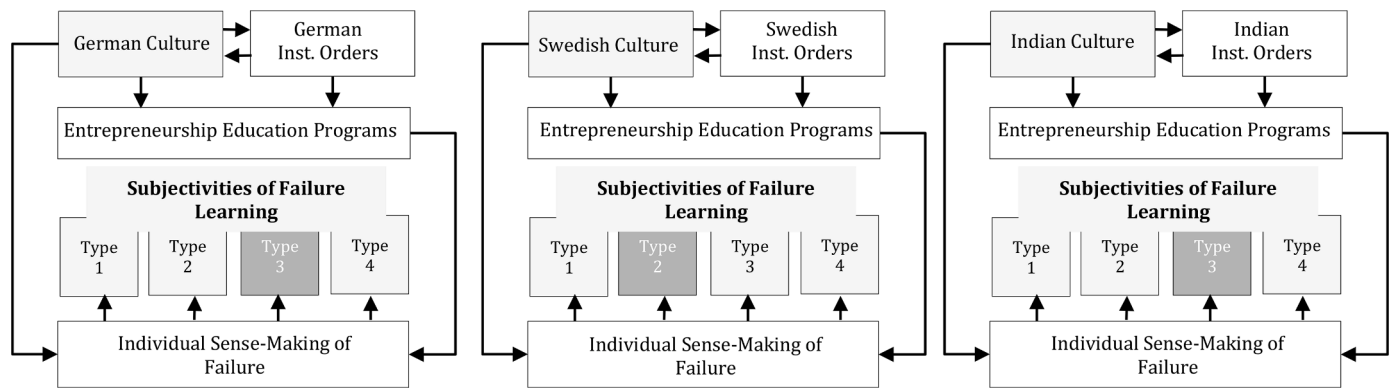 German Culture
German
Inst. Orders
Entrepreneurship Education Programs
Subjectivities of Failure
Learning
Type
1
Type
2
Type
3
Type
4
Individual Sense-Making of
Failure
Swedish Culture
Swedish
Inst. Orders
Entrepreneurship Education Programs
Subjectivities of Failure
Learning
Type
1
Type
2
Type
3
Type
4
Individual Sense-Making of
Failure
Indian Culture
Indian
Inst. Orders
Entrepreneurship Education Programs
Subjectivities of Failure
Learning
Type
1
Type
2
Type
3
Type
4
Individual Sense-Making of
Failure